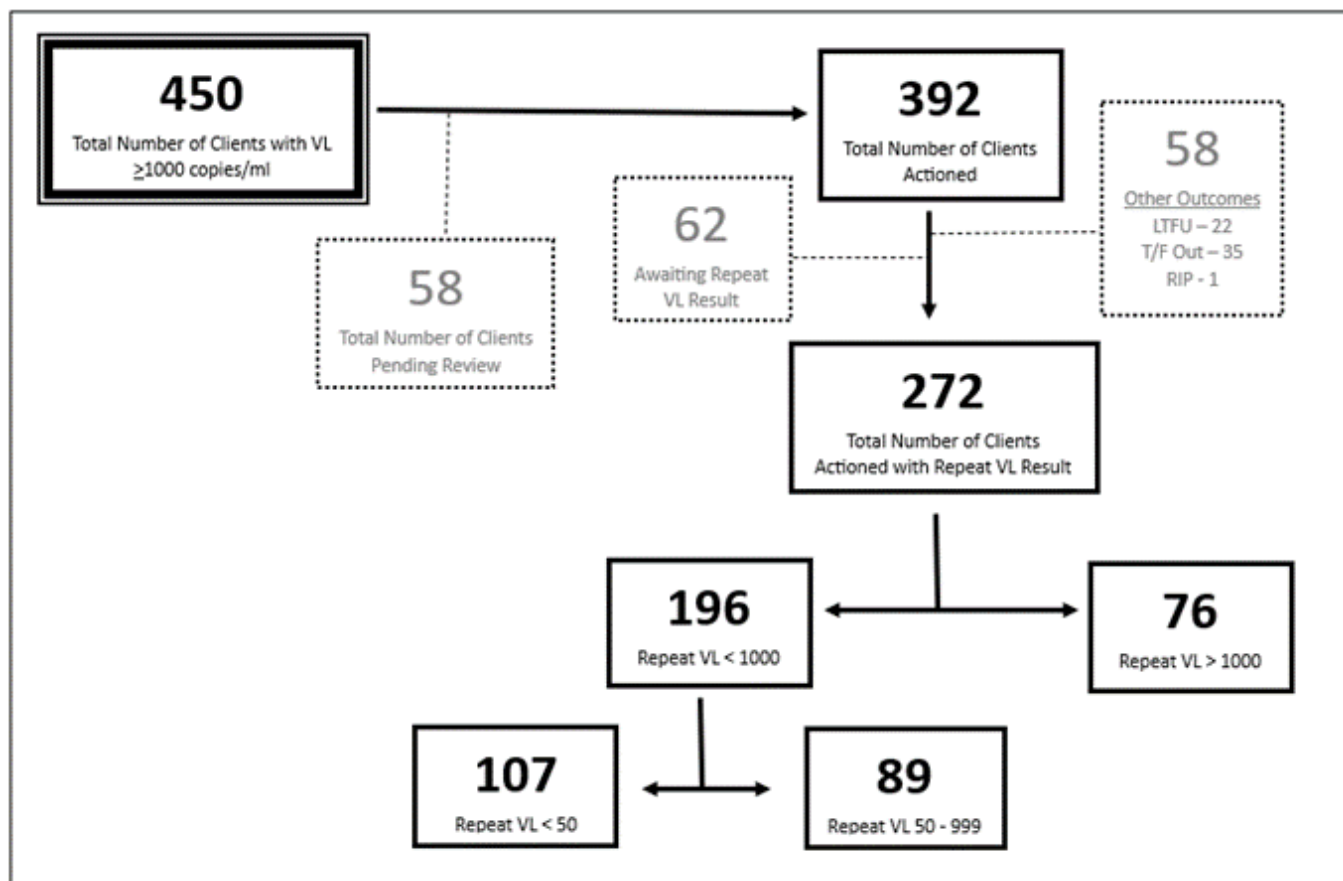 450
Total Number of Clients with VL
≥1000 copies/ml
392
Total Number of Clients
Actioned
58
Other Outcomes
LTFU – 22
T/F Out – 35
RIP - 1
62
Awaiting Repeat
VL Result
58
Total Number of Clients
Pending Review
272
Total Number of Clients
Actioned with Repeat VL Result
196
Repeat VL < 1000
76
Repeat VL > 1000
107
Repeat VL < 50
89
Repeat VL 50 - 999